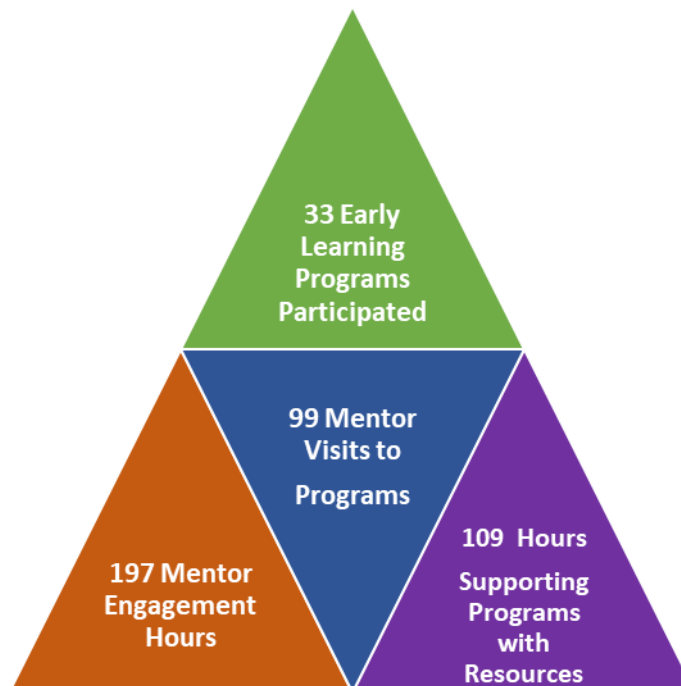 33 Early
Learning
Programs
Participated
99 Mentor
Visits to
Programs
197 Mentor
Engagement
Hours
109  Hours
Supporting
Programs
with
Resources